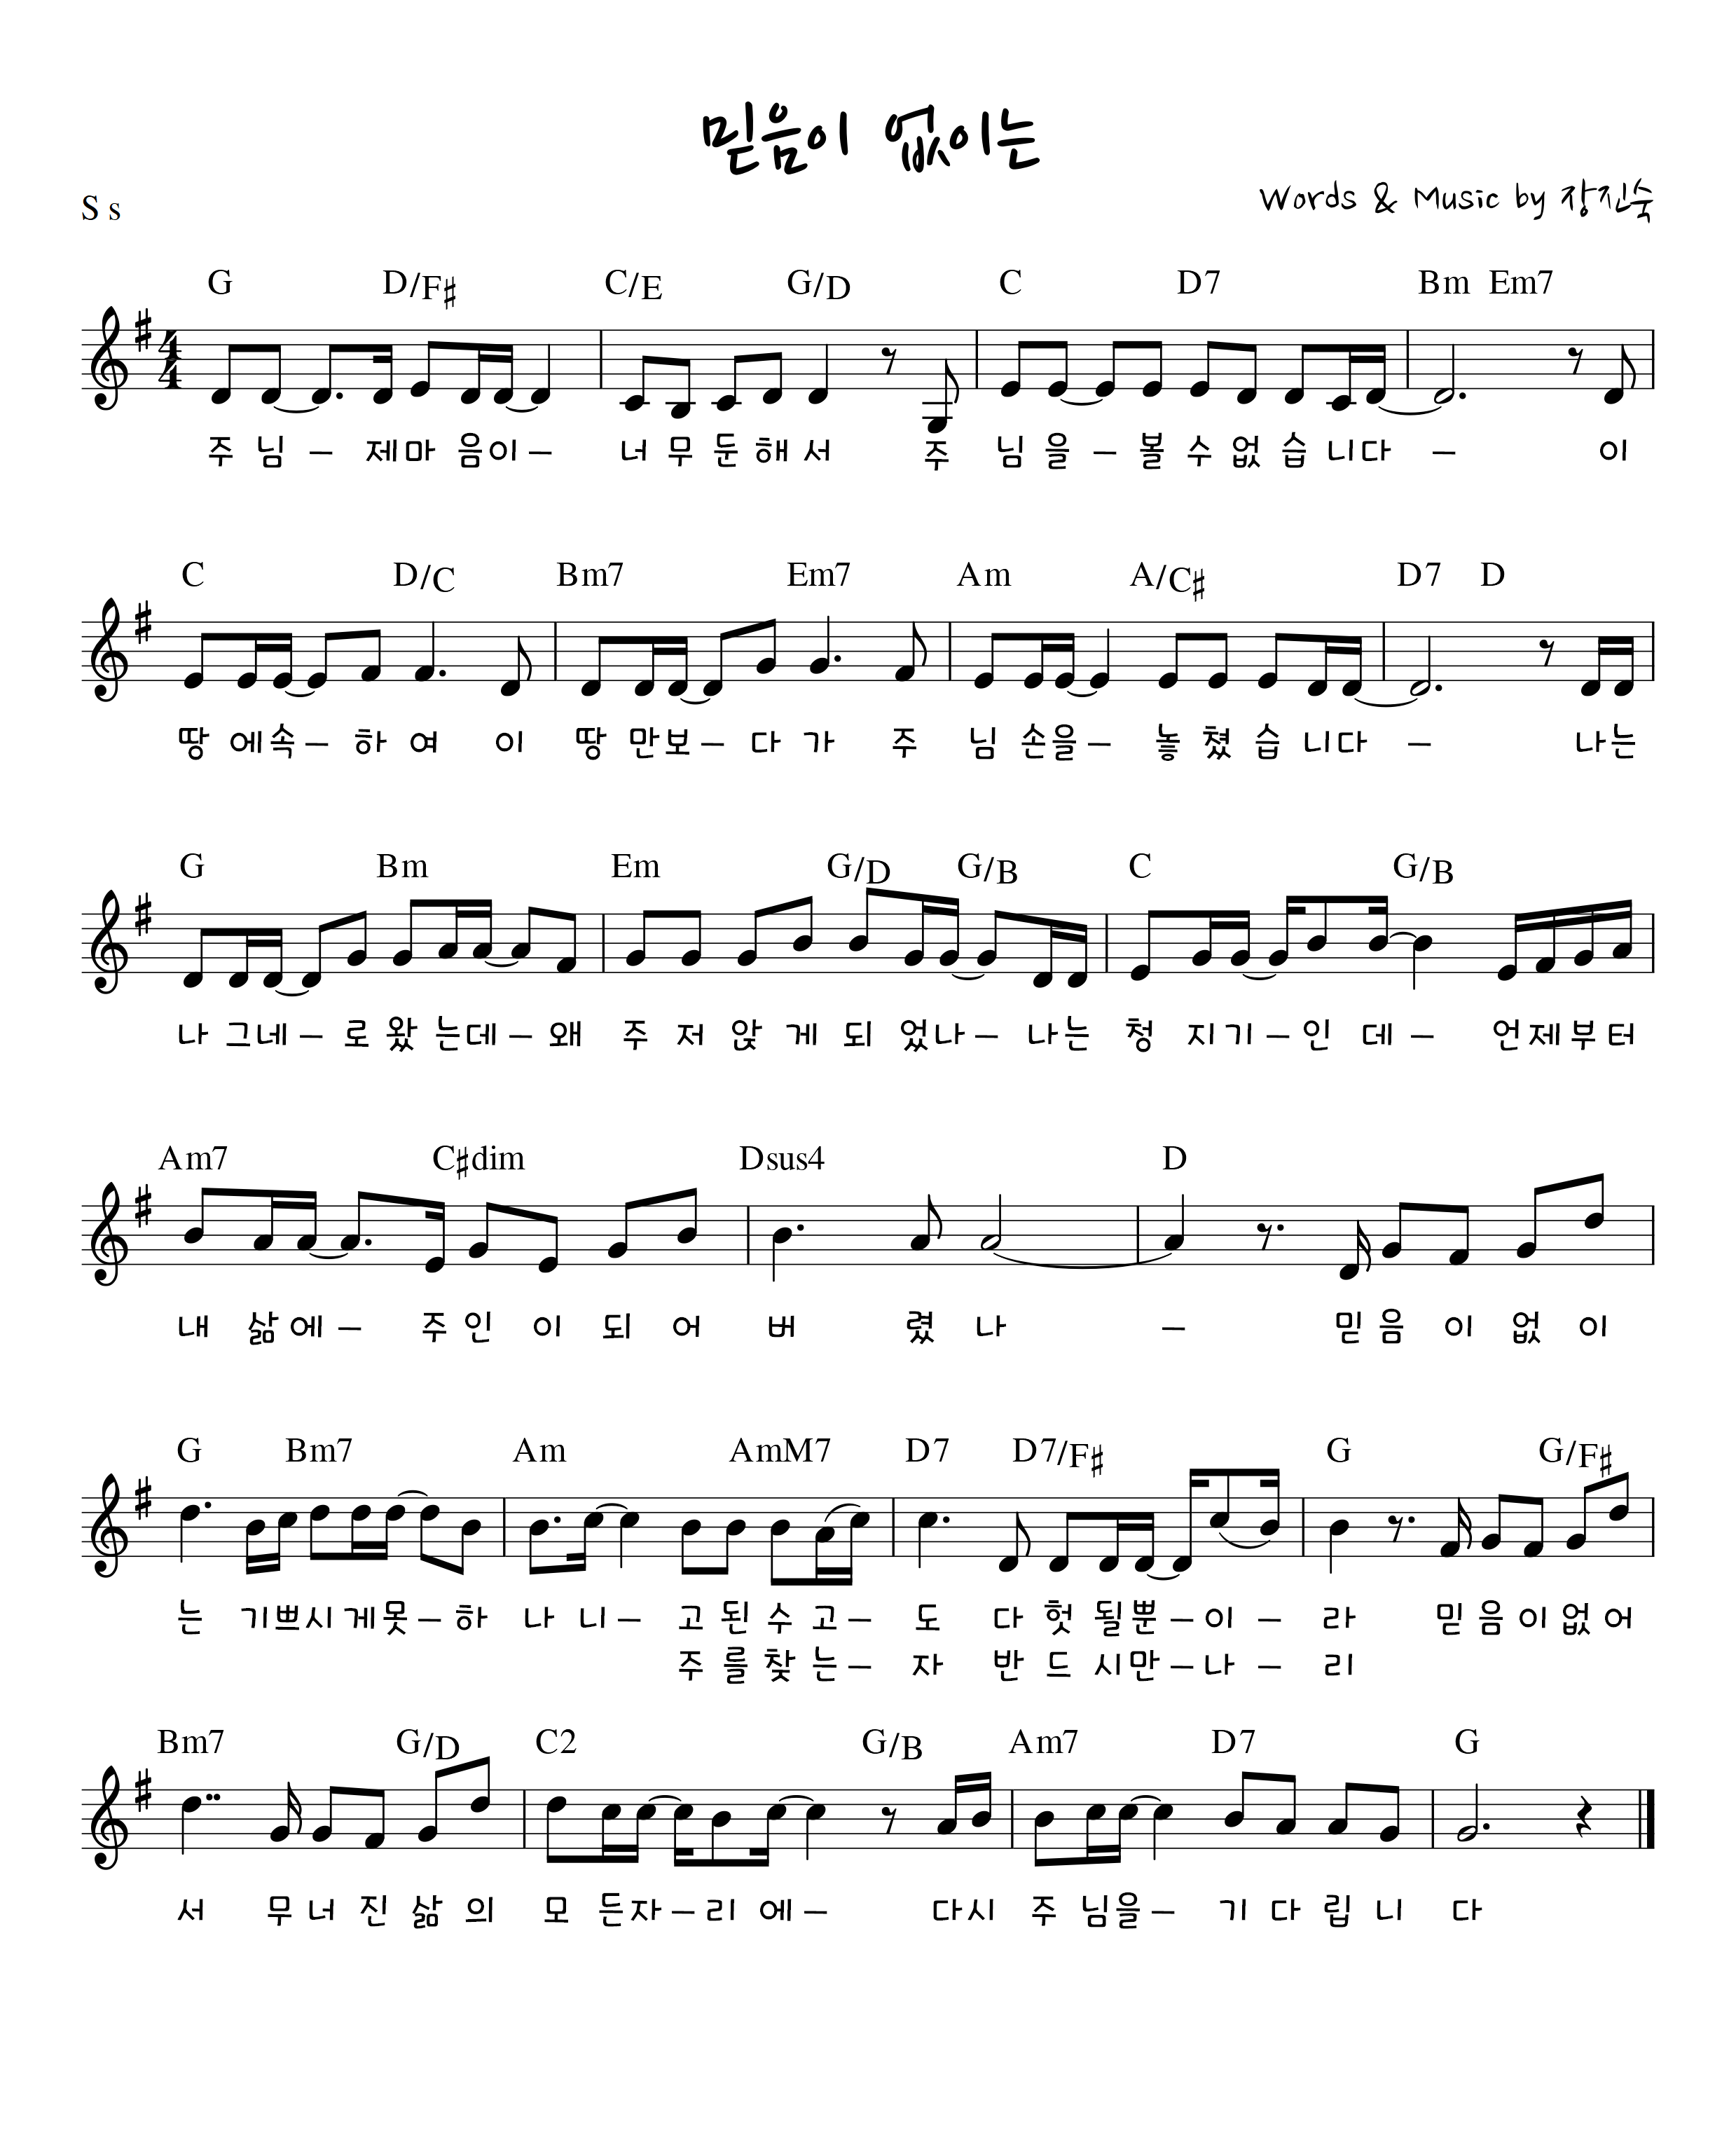 믿음이 없이는
Words & Music by 장진숙
S s
G D/F♯ C/E G/D C D7 Bm Em7
4/4
주 님 – 제마 음이 – 너 무 둔 해 서 주 님 을 – 볼 수 없 습 니다 – 이
C D/C Bm7 Em7 Am A/C♯ D7 D
땅 에속 – 하 여 이 땅 만보 – 다 가 주 님 손을 – 놓 쳤 습 니다 – 나는
G Bm Em G/D G/B C G/B
나 그네 – 로 왔 는데 – 왜 주 저 앉 게 되 었나 – 나는 청 지기 – 인 데 – 언제부터
Am7 C♯dim Dsus4 D
내 삶에 – 주 인 이 되 어 버 렸 나 – 믿 음 이 없 이
G Bm7 Am AmM7 D7 D7/F♯ G G/F♯
는 기쁘시게못 – 하 나 니 – 고 된 수 고 – 도 다 헛 될뿐 – 이 – 라 믿 음 이없 어
주 를 찾 는 – 자 반 드 시만 – 나 – 리
Bm7 G/D C2 G/B Am7 D7 G
서 무 너 진 삶 의 모 든자 – 리 에 – 다시 주 님을 – 기 다 립 니 다